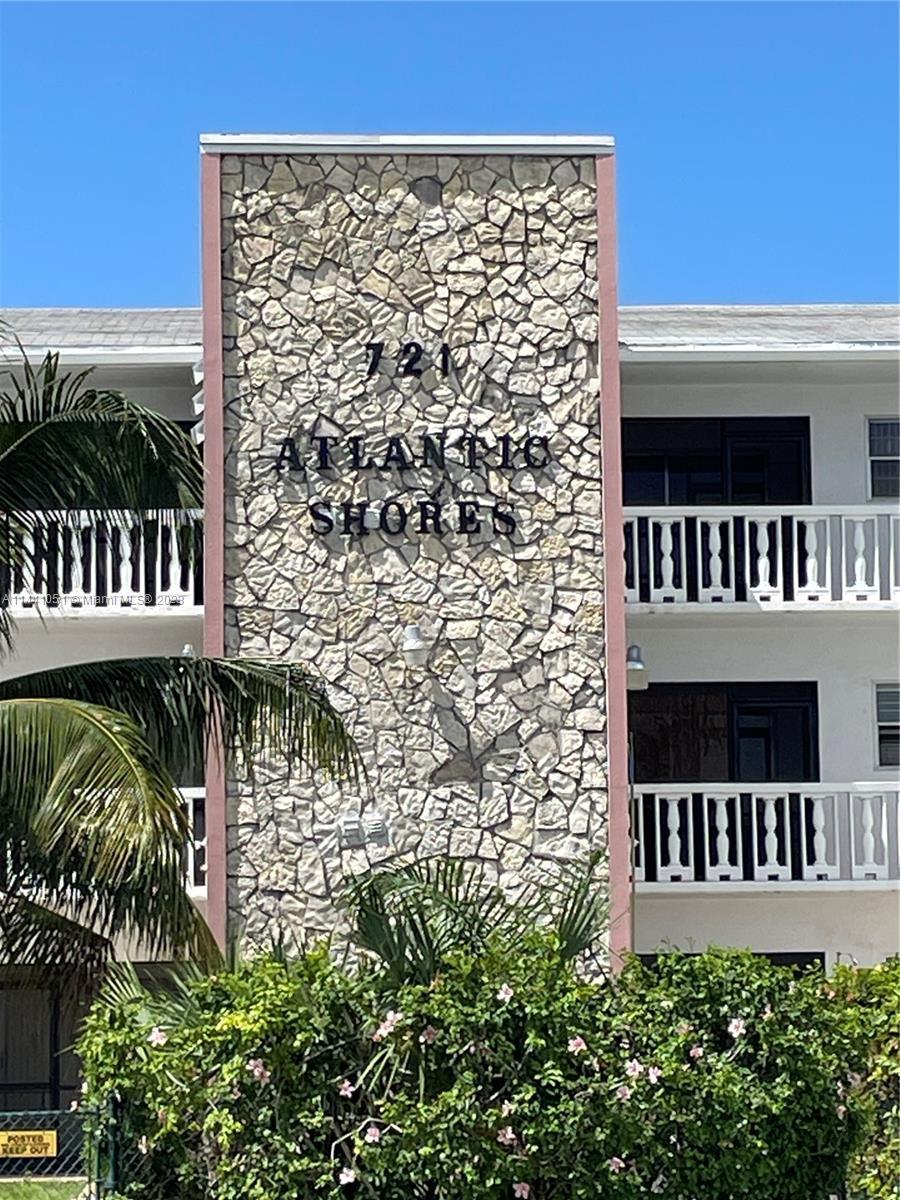 721
ATLANTIC
SHORES
POSTED
KEEP OUT